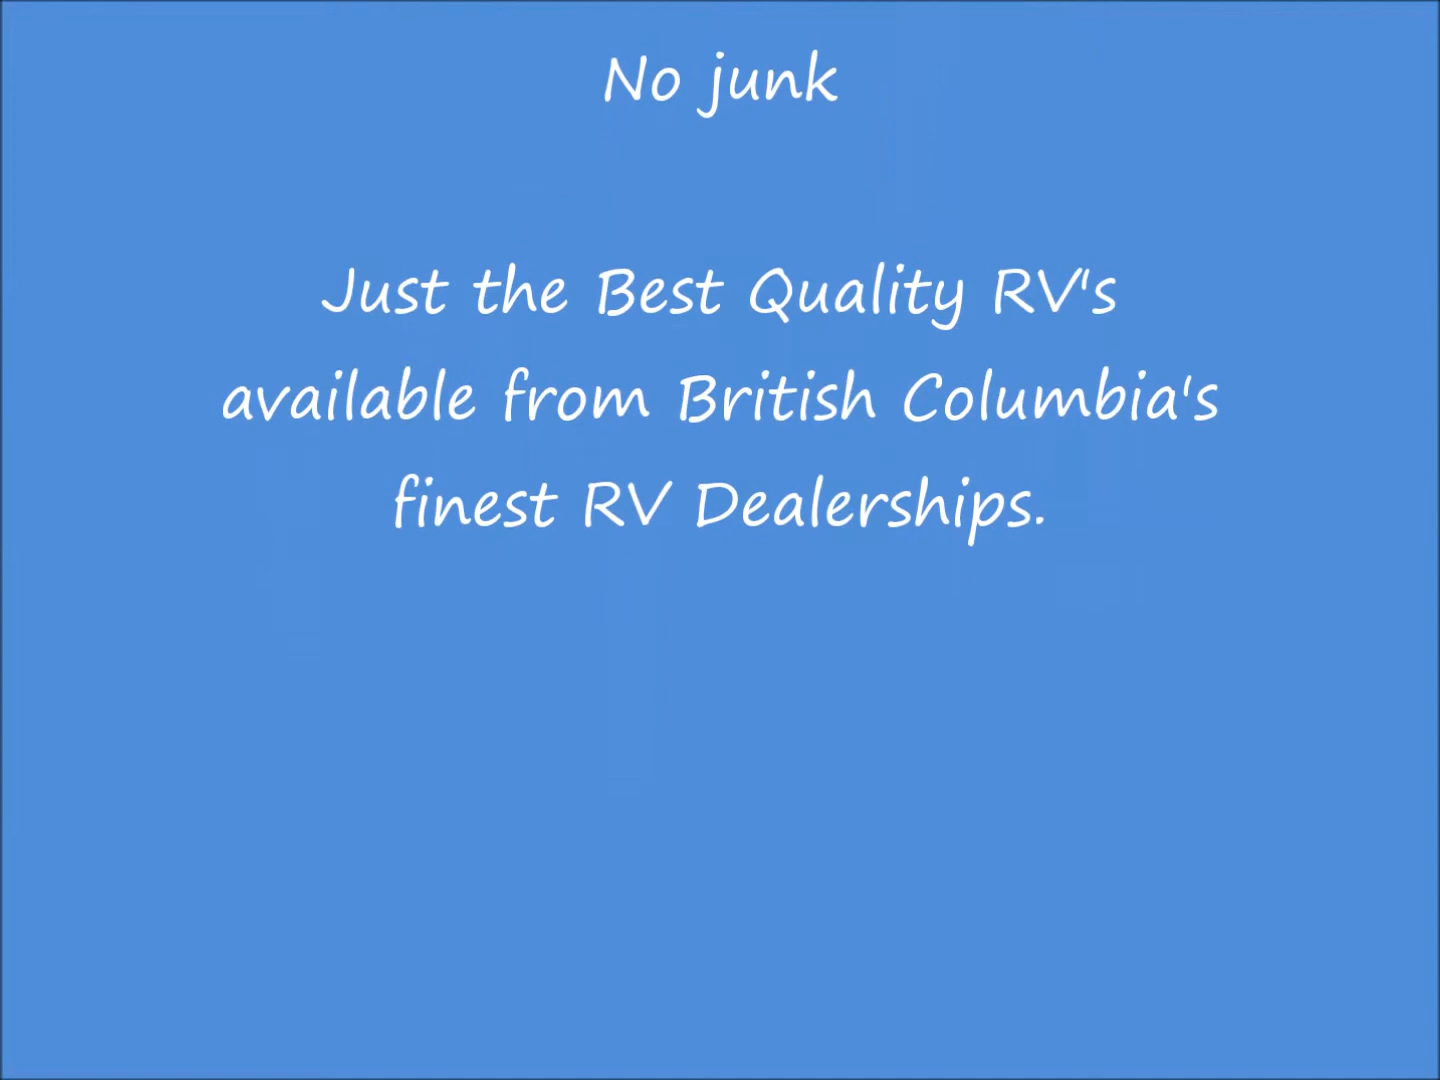 No junk
Just the Best Quality RV's
available from British Columbia's
finest RV Dealerships.